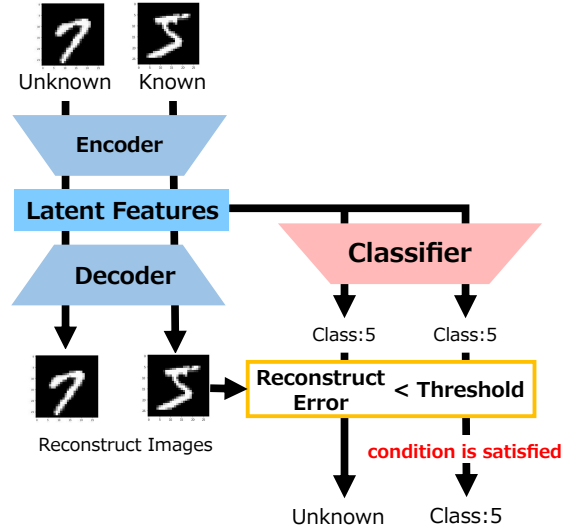 Unknown
Known
Encoder
Latent Features
Decoder
Classifier
Class:5
Class:5
Reconstruct
Error
< Threshold
Reconstruct Images
condition is satisfied
Unknown
Class:5